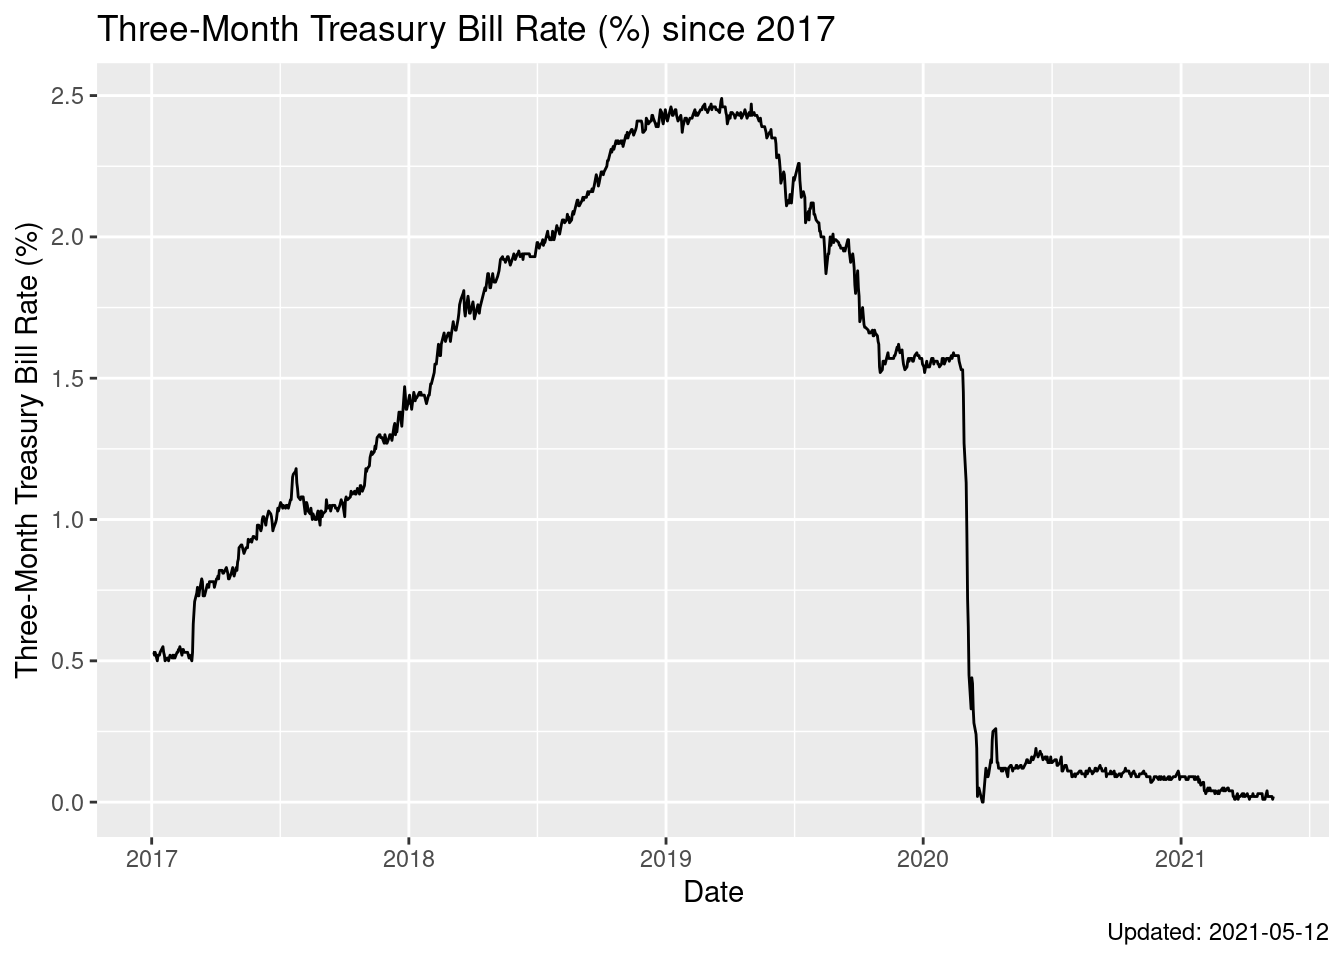 Three-Month Treasury Bill Rate (%) since 2017
Three-Month Treasury Bill Rate (%)
2.5
2.0
1.5
1.0
0.5
0.0
2017 2018 2019 2020 2021
Date
Updated: 2021-05-12